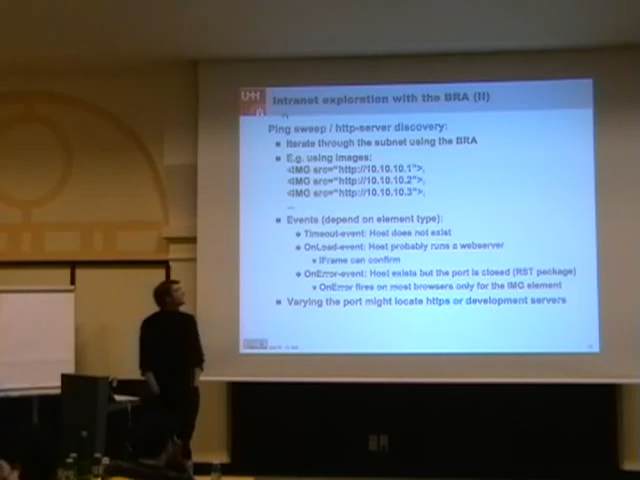 UHH
Intranet exploration with the BRA (II)
Ping sweep / http-server discovery:
Iterate through the subnet using the BRA
E.g. using images:
<IMG src="http://10.10.10.1">,
<IMG src="http://10.10.10.2">,
<IMG src="http://10.10.10.3">,
...
Events (depend on element type):
Timeout-event: Host does not exist
OnLoad-event: Host probably runs a webserver
IFrame can confirm
OnError-event: Host exists but the port is closed (RST package)
OnError fires on most browsers only for the IMG element
Varying the port might locate https or development servers